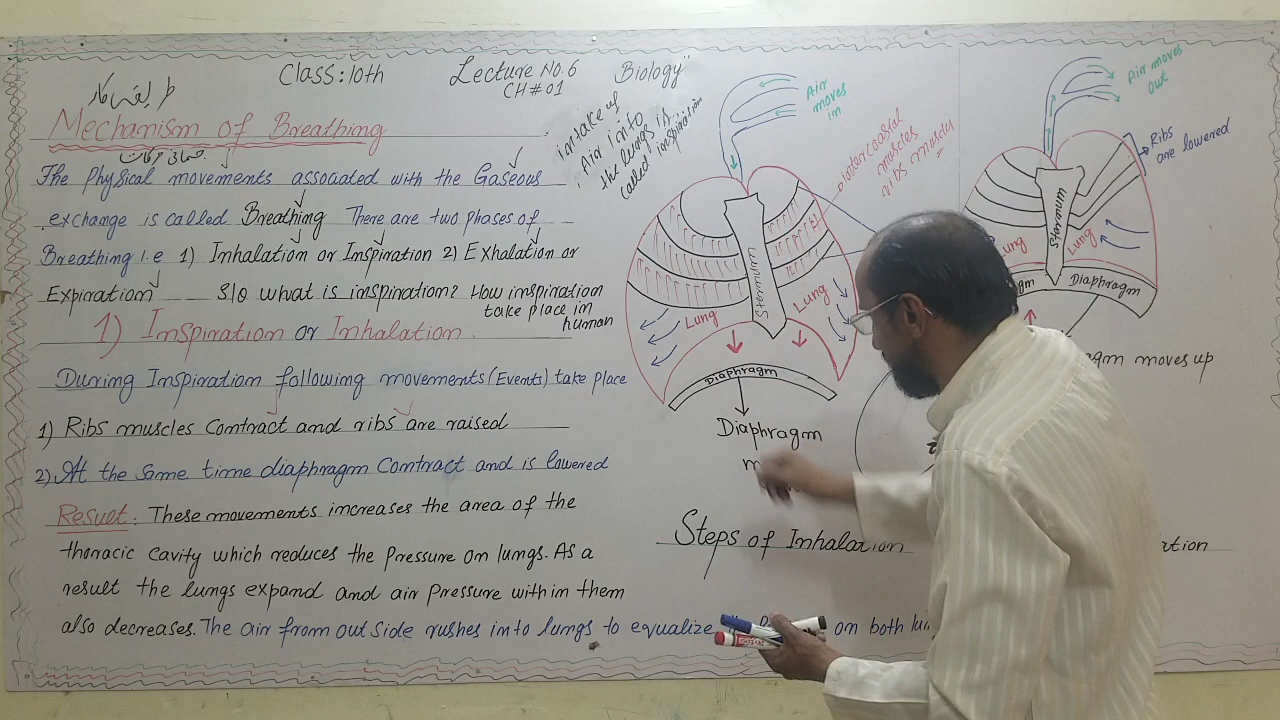 Class: 10th
Lecture No. 6
Biology"
CH # 01
طریقہ کار
Mechanism of Breathing
جسمانی حرکات
The Physical movements associated with the Gaseous
exchange is called Breathing There are two phases of
Breathing i.e 1) Inhalation or Inspiration 2) Exhalation or
Expiration
S/Q what is inspiration? How inspiration
take place in
human
1) Inspiration or Inhalation.
During Inspiration following movements (Events) take place
1) Ribs muscles Contract and ribs are raised
2) At the Same time diaphragm Contract and is lowered
Result: These movements increases the area of the
thoracic cavity which reduces the Pressure on lungs. As a
result the lungs expand and air Pressure within them
also decreases. The air from out side rushes into lungs to equalize
on both
intake of
Air into
the lungs is
called inspiration
Air
moves
in
muscles
ribs muscles
Sternum
Lung
Lung
Diaphragm
Diaphragm
Steps of Inhalation
Air moves
out
Ribs
are lowered
Sternum
Lung
Lung
Diaphragm
moves up